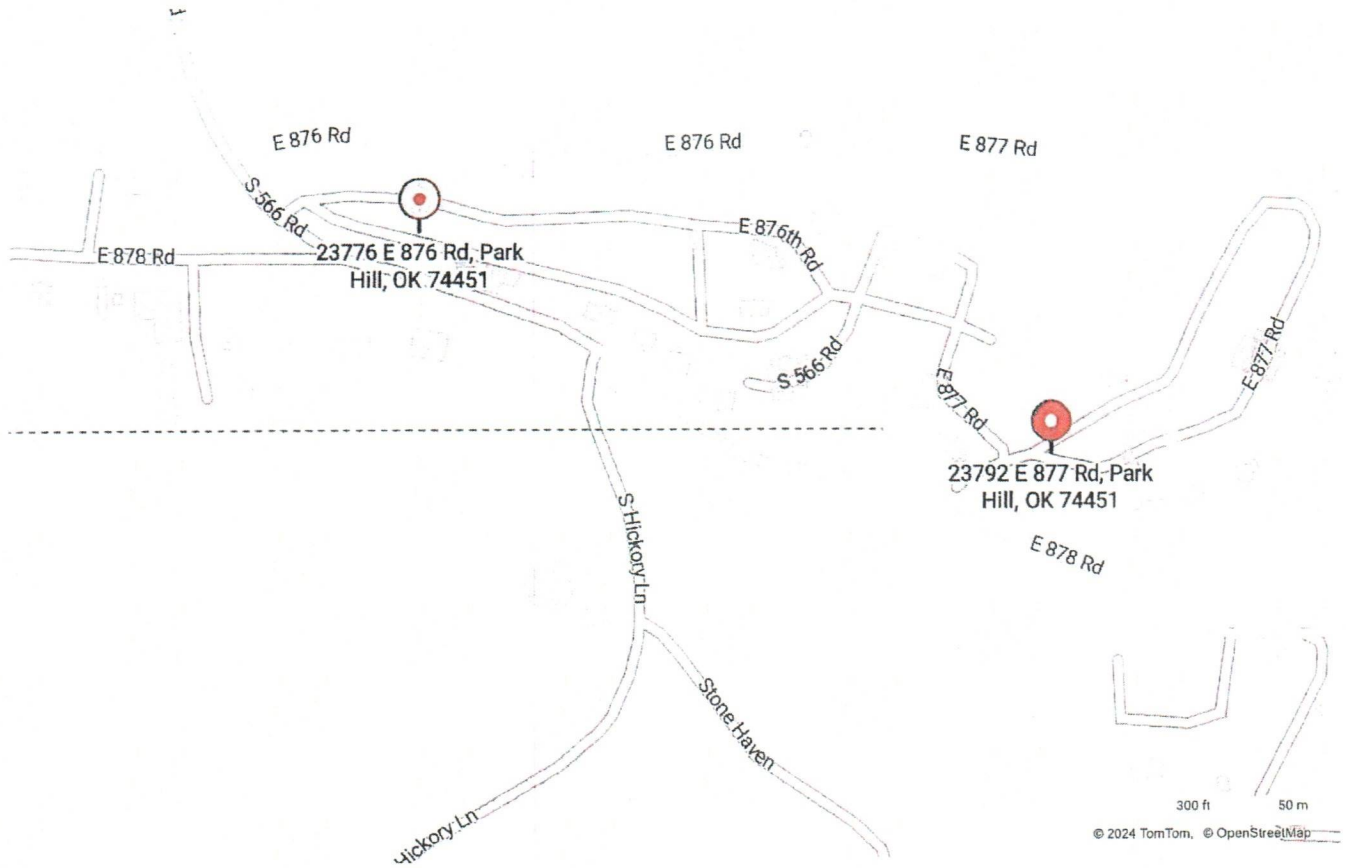 E 876 Rd
E 876 Rd
E 877 Rd
S 566 Rd
E 876th Rd
E 878 Rd
23776 E 876 Rd, Park
Hill, OK 74451
S 566 Rd
E 877 Rd
E 877 Rd
23792 E 877 Rd, Park
Hill, OK 74451
S Hickory Ln
E 878 Rd
Stone Haven
Hickory Ln
300 ft
50 m
© 2024 TomTom, © OpenStreetMap